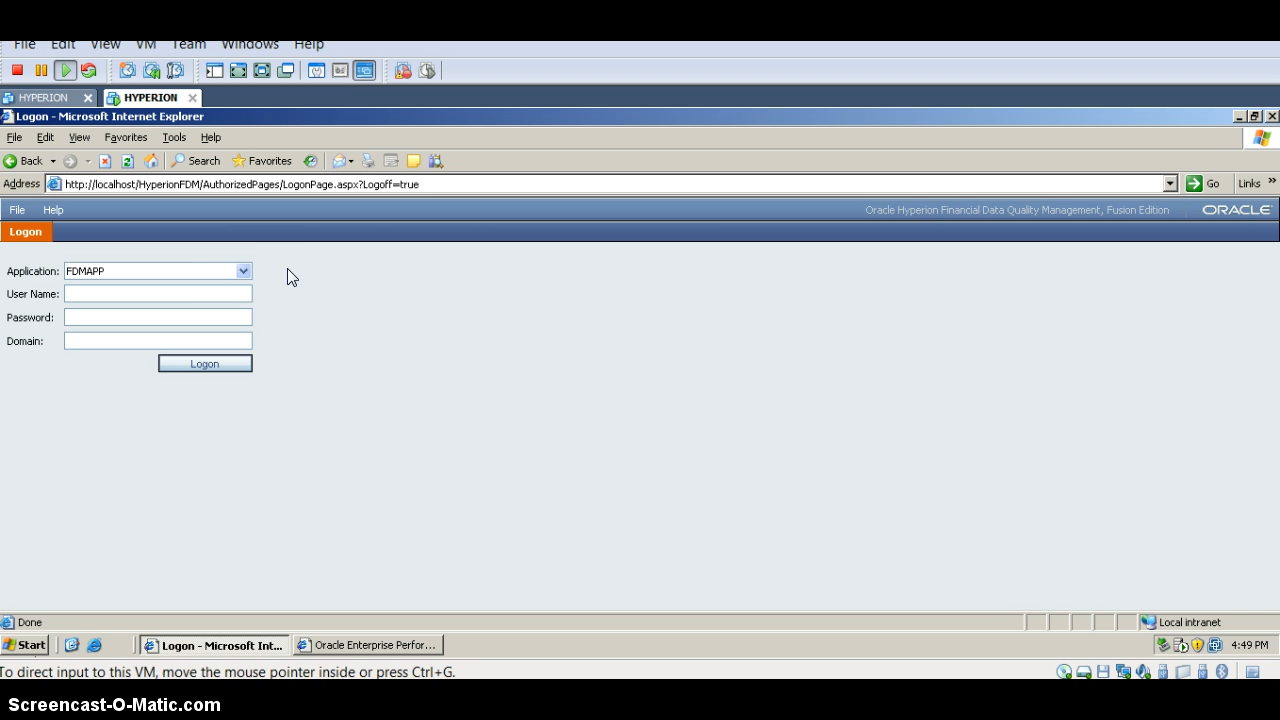 File Edit View VM Team Windows Help
HYPERION HYPERION
Logon - Microsoft Internet Explorer
File Edit View Favorites Tools Help
Back Search Favorites
Address http://localhost/HyperionFDM/AuthorizedPages/LogonPage.aspx?Logoff=true Go Links »
File Help Oracle Hyperion Financial Data Quality Management, Fusion Edition ORACLE
Logon
Application: FDMAPP
User Name:
Password:
Domain:
Logon
Done Local intranet
Start Logon - Microsoft Int... Oracle Enterprise Perfor... 4:49 PM
To direct input to this VM, move the mouse pointer inside or press Ctrl+G.
Screencast-O-Matic.com